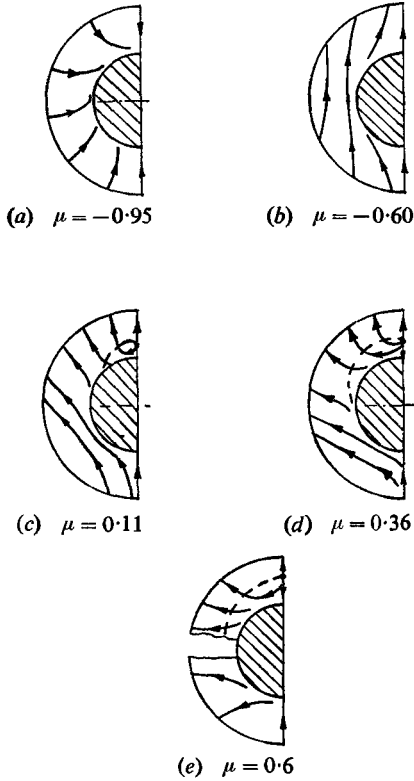 (a) μ = −0·95
(b) μ = −0·60
(c) μ = 0·11
(d) μ = 0·36
(e) μ = 0·6